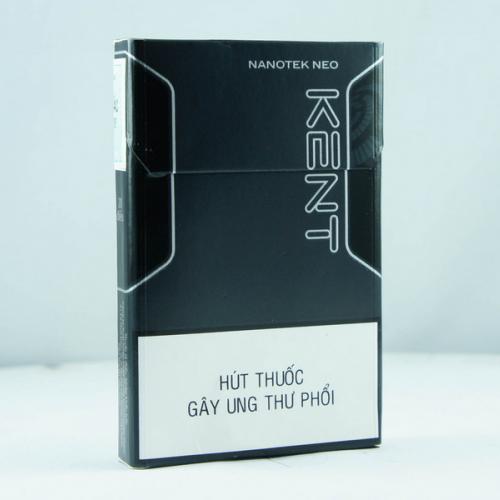 NANOTEK NEO
KENT
HÚT THUỐC
GÂY UNG THƯ PHỔI